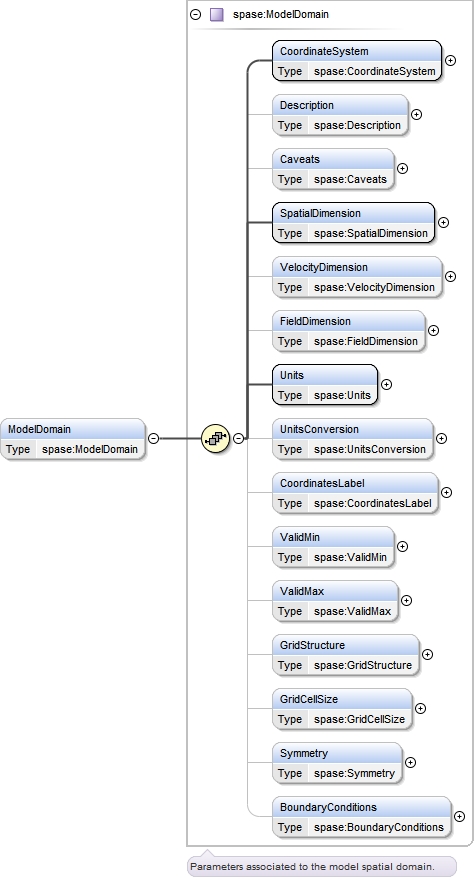 spase:ModelDomain
CoordinateSystem
Type spase:CoordinateSystem
Description
Type spase:Description
Caveats
Type spase:Caveats
SpatialDimension
Type spase:SpatialDimension
VelocityDimension
Type spase:VelocityDimension
FieldDimension
Type spase:FieldDimension
Units
Type spase:Units
ModelDomain
Type spase:ModelDomain
UnitsConversion
Type spase:UnitsConversion
CoordinatesLabel
Type spase:CoordinatesLabel
ValidMin
Type spase:ValidMin
ValidMax
Type spase:ValidMax
GridStructure
Type spase:GridStructure
GridCellSize
Type spase:GridCellSize
Symmetry
Type spase:Symmetry
BoundaryConditions
Type spase:BoundaryConditions
Parameters associated to the model spatial domain.